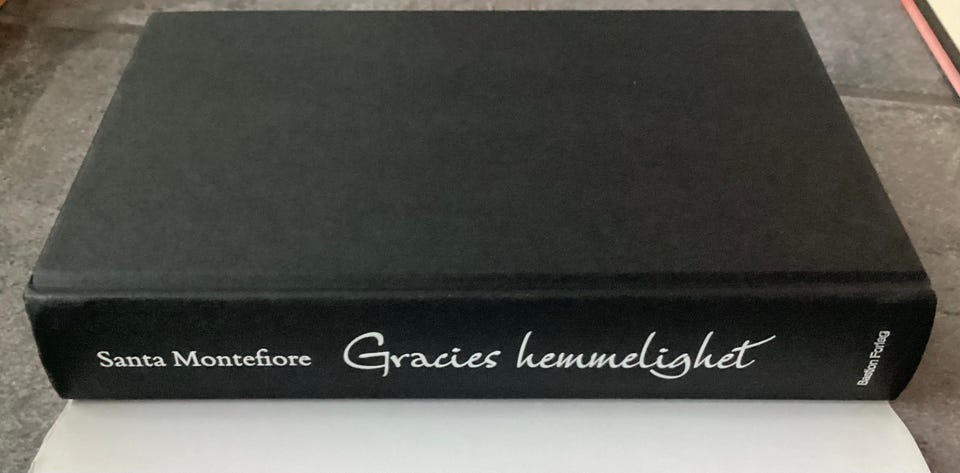 Santa Montefiore Gracies hemmelighet
Bastion Forlag